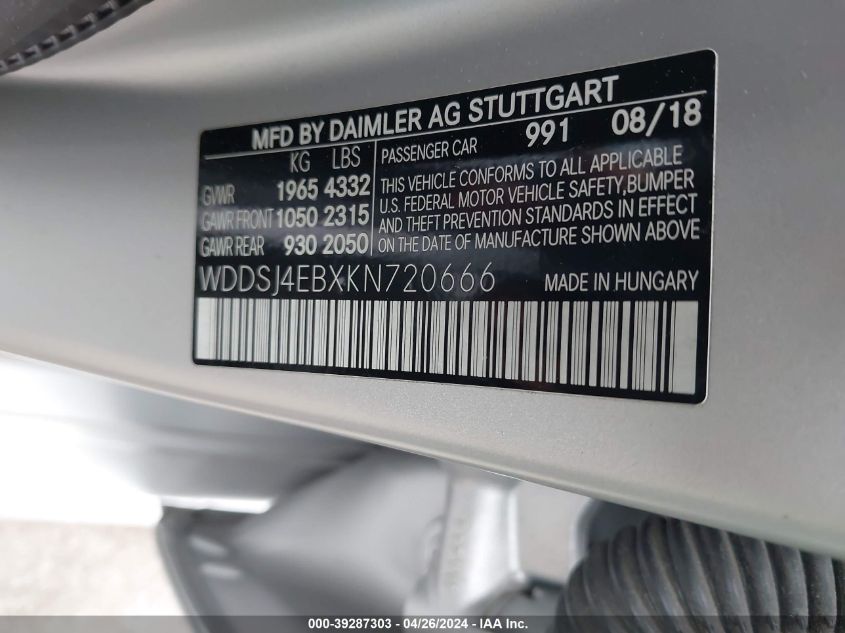 MFD BY DAIMLER AG STUTTGART
KG LBS
GVWR 1965 4332
GAWR FRONT 1050 2315
GAWR REAR 930 2050
PASSENGER CAR 991 08/18
THIS VEHICLE CONFORMS TO ALL APPLICABLE
U.S. FEDERAL MOTOR VEHICLE SAFETY, BUMPER
AND THEFT PREVENTION STANDARDS IN EFFECT
ON THE DATE OF MANUFACTURE SHOWN ABOVE
WDDSJ4EBXKN720666 MADE IN HUNGARY
000-39287303 - 04/26/2024 - IAA Inc.